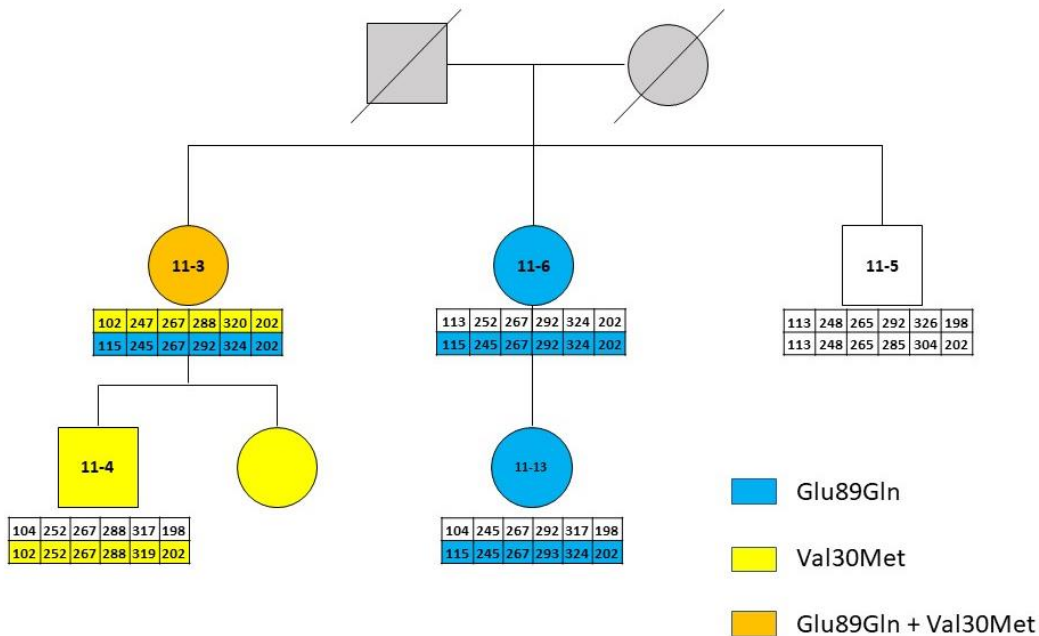 11-3
11-6
11-5
102 247 267 288 320 202
115 245 267 292 324 202
113 252 267 292 324 202
115 245 267 292 324 202
113 248 265 292 326 198
113 248 265 285 304 202
11-4
11-13
104 252 267 288 317 198
102 252 267 288 319 202
104 245 267 292 317 198
115 245 267 293 324 202
Glu89Gln
Val30Met
Glu89Gln + Val30Met